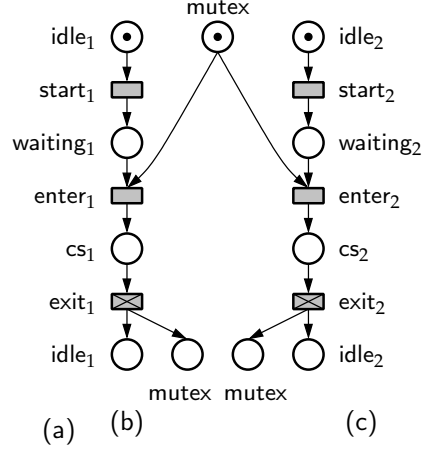 mutex
idle₁ idle₂
start₁ start₂
waiting₁ waiting₂
enter₁ enter₂
cs₁ cs₂
exit₁ exit₂
idle₁ idle₂
mutex mutex
(a) (b) (c)